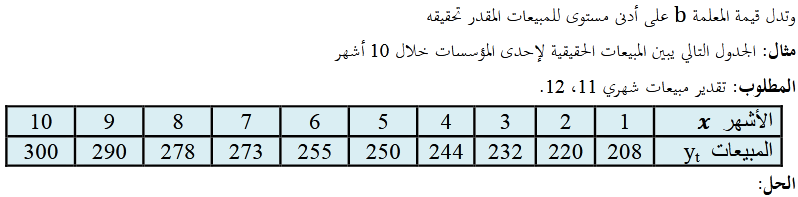 وتدل قيمة المعلمة b على أدنى مستوى للمبيعات المقدر تحقيقه
مثال: الجدول التالي يبين المبيعات الحقيقية لإحدى المؤسسات خلال 10 أشهر
المطلوب: تقدير مبيعات شهري 11، 12.
الأشهر x 1 2 3 4 5 6 7 8 9 10
المبيعات yt 208 220 232 244 250 255 273 278 290 300
الحل: